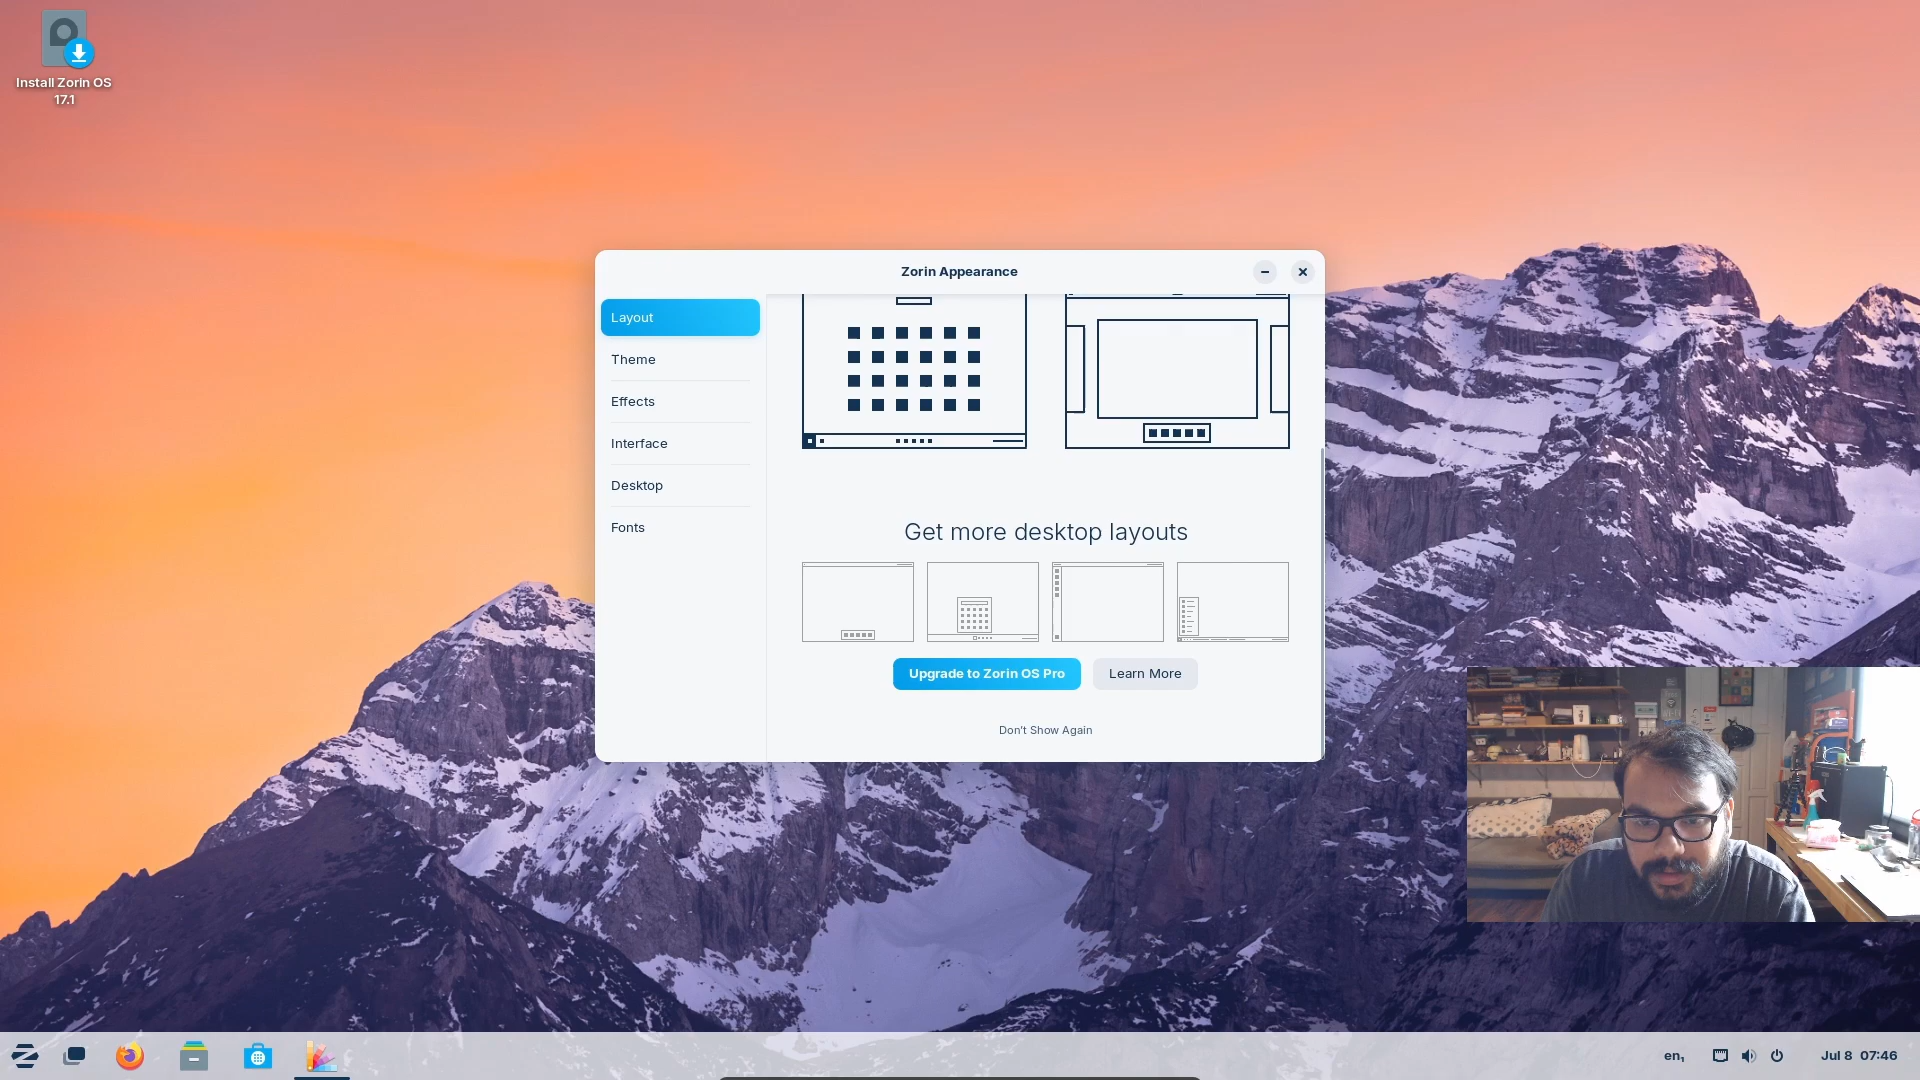 Install Zorin OS
17.1
Zorin Appearance
Layout
Theme
Effects
Interface
Desktop
Fonts
Get more desktop layouts
Upgrade to Zorin OS Pro
Learn More
Don't Show Again
en₁
Jul 8 07:46